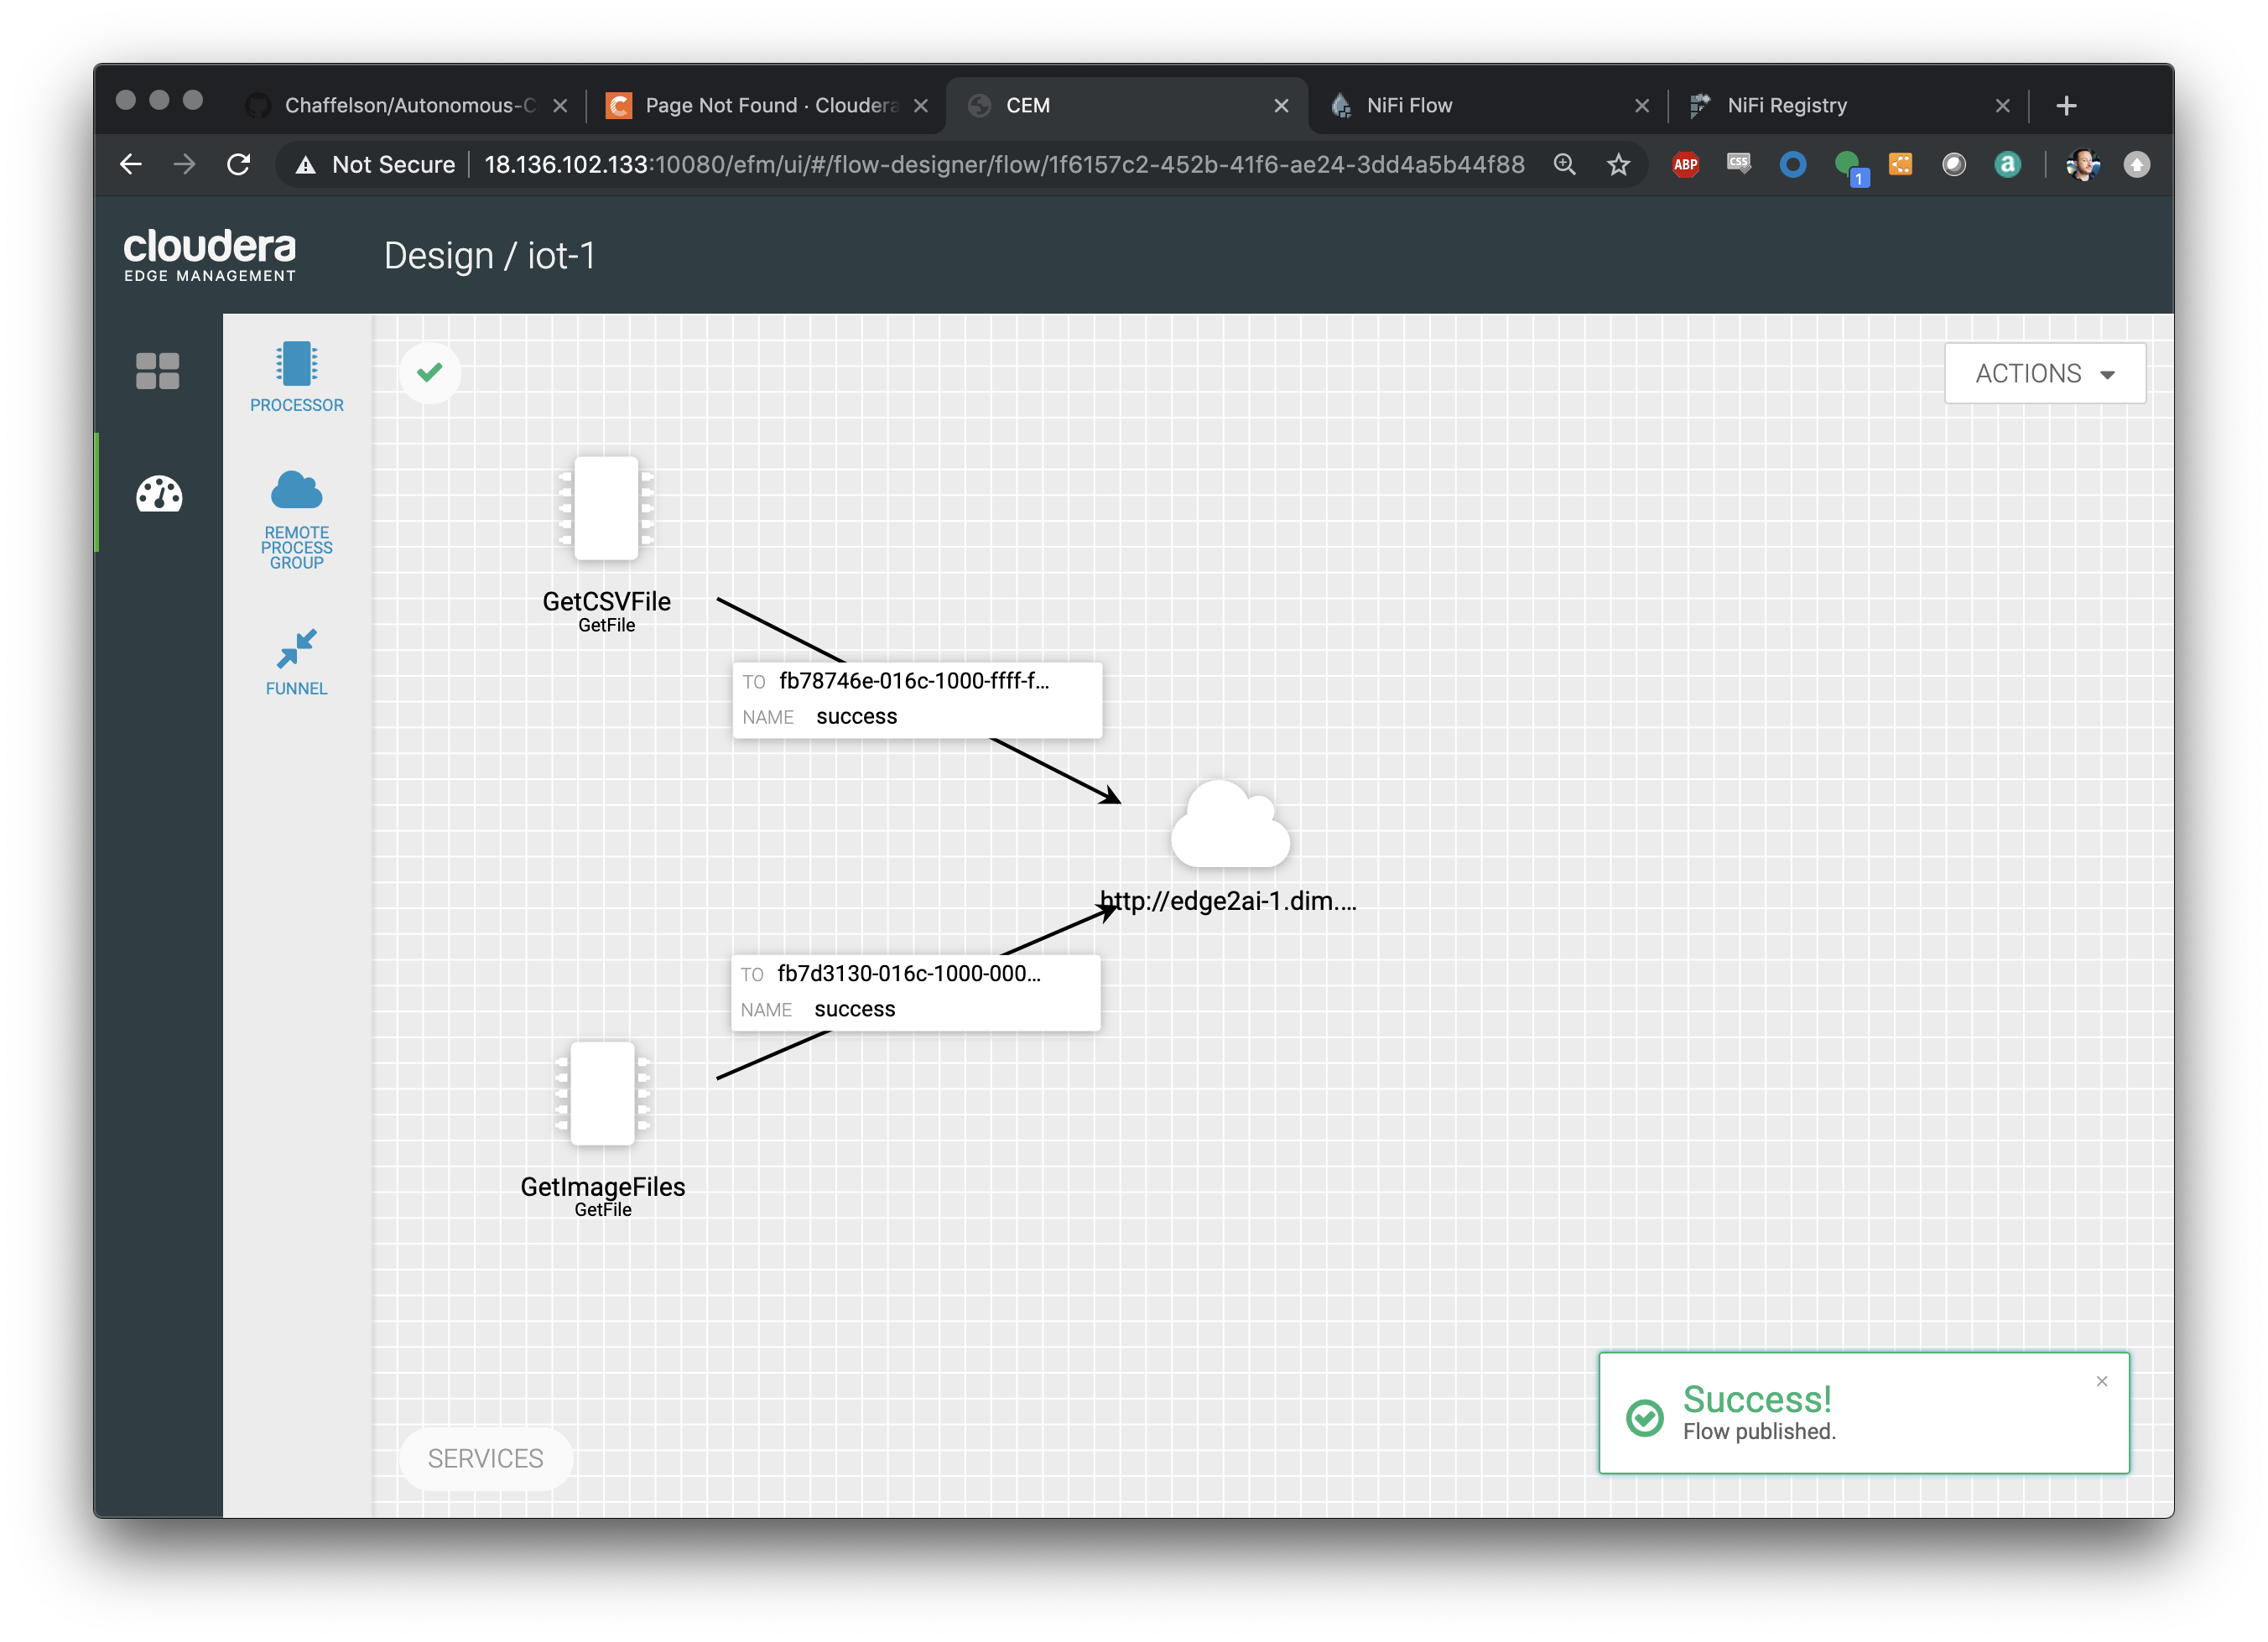 Chaffelson/Autonomous-C
Page Not Found · Cloudera
CEM
NiFi Flow
NiFi Registry
Not Secure
18.136.102.133:10080/efm/ui/#/flow-designer/flow/1f6157c2-452b-41f6-ae24-3dd4a5b44f88
ABP
CSS
1
a
cloudera
EDGE MANAGEMENT
Design / iot-1
PROCESSOR
REMOTE
PROCESS
GROUP
FUNNEL
ACTIONS
GetCSVFile
GetFile
TO fb78746e-016c-1000-ffff-f...
NAME success
http://edge2ai-1.dim....
TO fb7d3130-016c-1000-000...
NAME success
GetImageFiles
GetFile
Success!
Flow published.
SERVICES